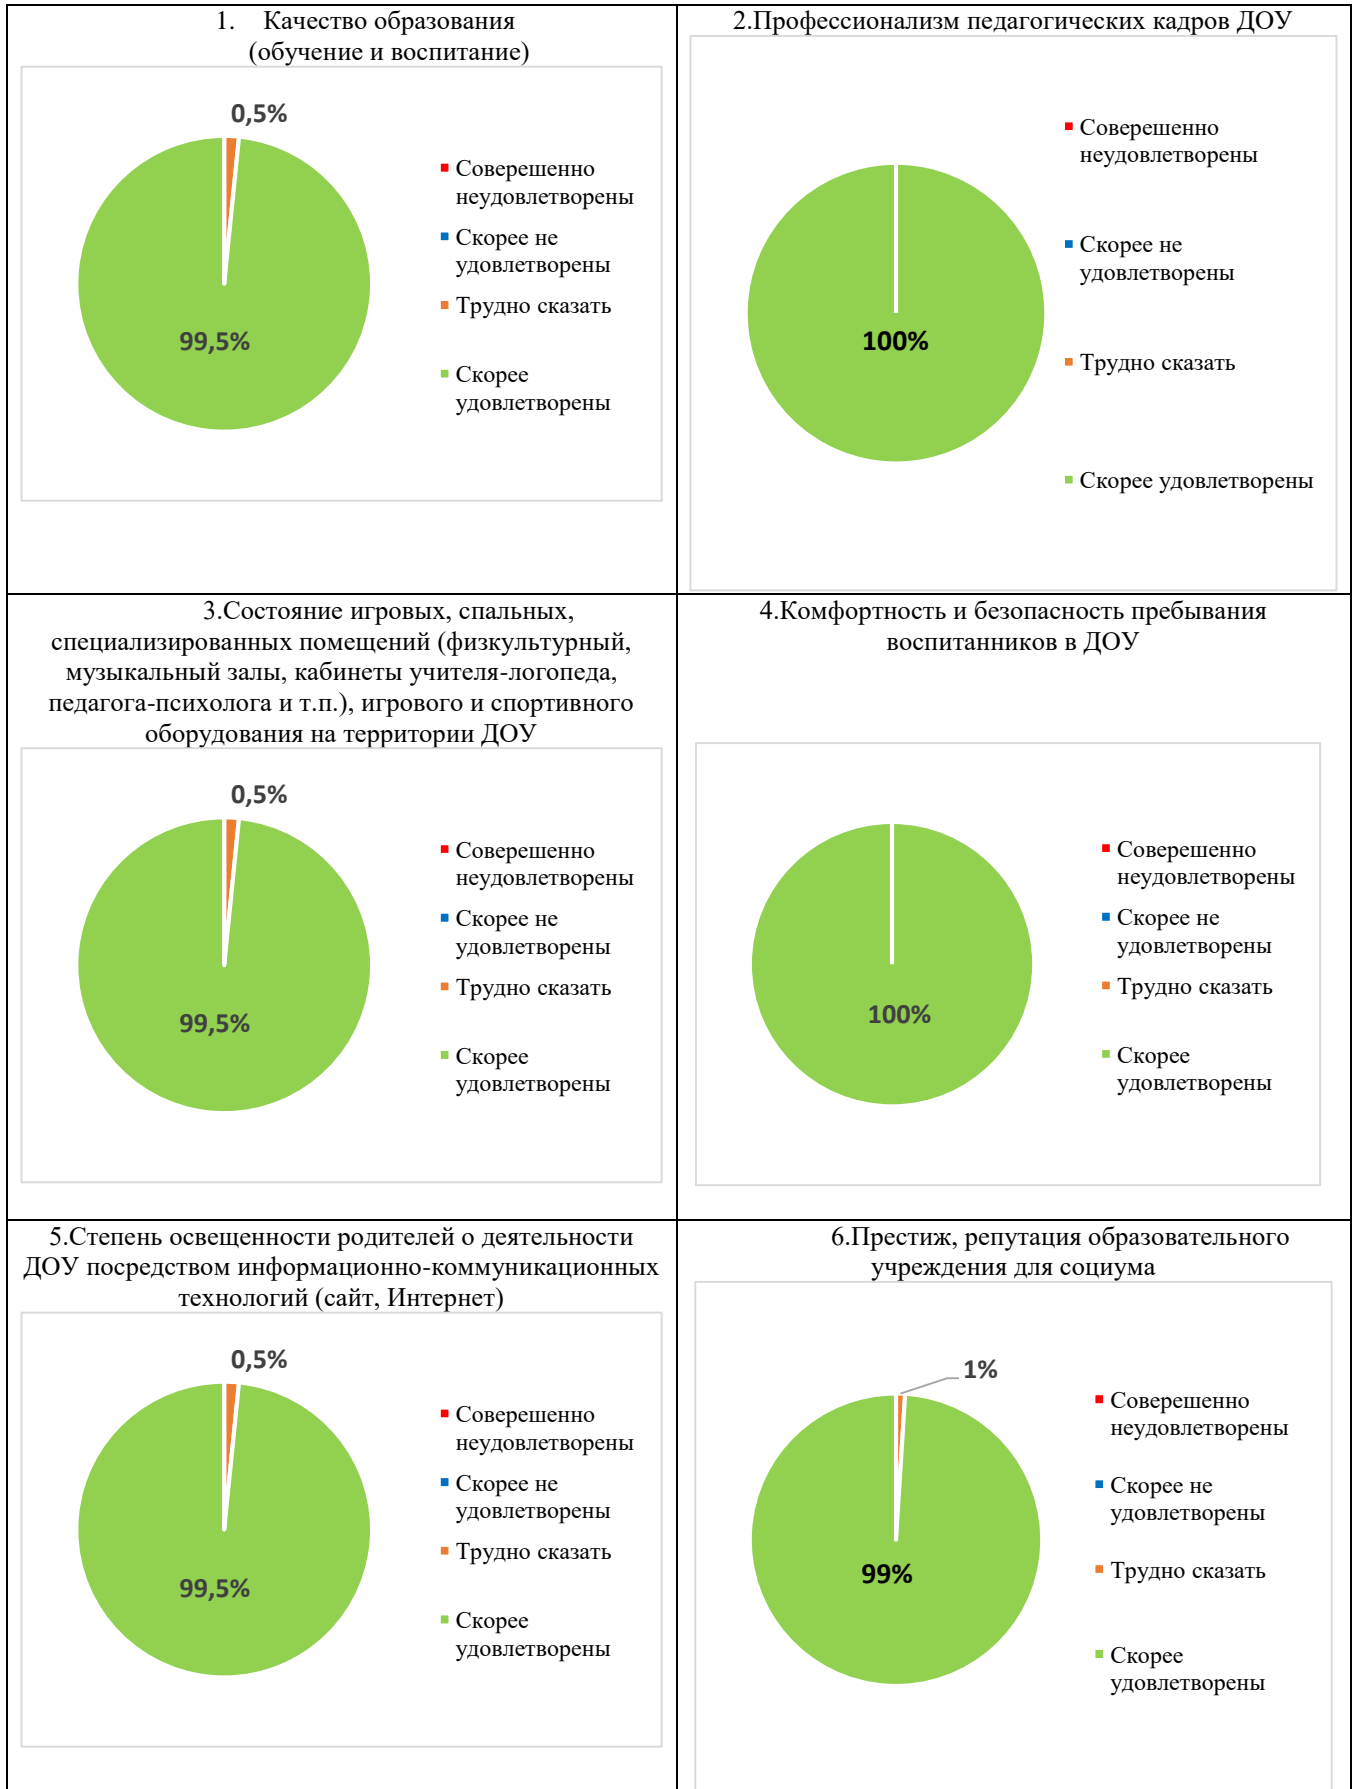 1. Качество образования
(обучение и воспитание)
0,5%
99,5%
Соверешенно
неудовлетворены
Скорее не
удовлетворены
Трудно сказать
Скорее
удовлетворены
2.Профессионализм педагогических кадров ДОУ
100%
Соверешенно
неудовлетворены
Скорее не
удовлетворены
Трудно сказать
Скорее удовлетворены
3.Состояние игровых, спальных,
специализированных помещений (физкультурный,
музыкальный залы, кабинеты учителя-логопеда,
педагога-психолога и т.п.), игрового и спортивного
оборудования на территории ДОУ
0,5%
99,5%
Соверешенно
неудовлетворены
Скорее не
удовлетворены
Трудно сказать
Скорее
удовлетворены
4.Комфортность и безопасность пребывания
воспитанников в ДОУ
100%
Соверешенно
неудовлетворены
Скорее не
удовлетворены
Трудно сказать
Скорее
удовлетворены
5.Степень освещенности родителей о деятельности
ДОУ посредством информационно-коммуникационных
технологий (сайт, Интернет)
0,5%
99,5%
Соверешенно
неудовлетворены
Скорее не
удовлетворены
Трудно сказать
Скорее
удовлетворены
6.Престиж, репутация образовательного
учреждения для социума
1%
99%
Соверешенно
неудовлетворены
Скорее не
удовлетворены
Трудно сказать
Скорее
удовлетворены